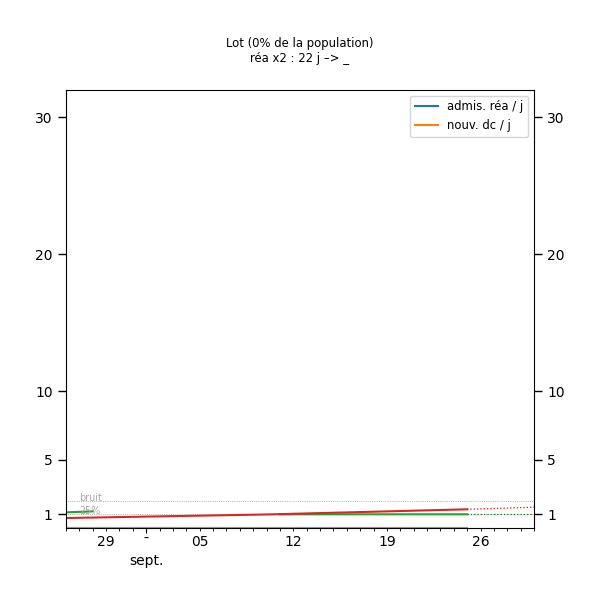 Lot (0% de la population)
réa x2 : 22 j –> _
admis. réa / j
nouv. dc / j
30
30
20
20
10
10
5
5
bruit
25%
1
1
29
-
05
12
19
26
sept.